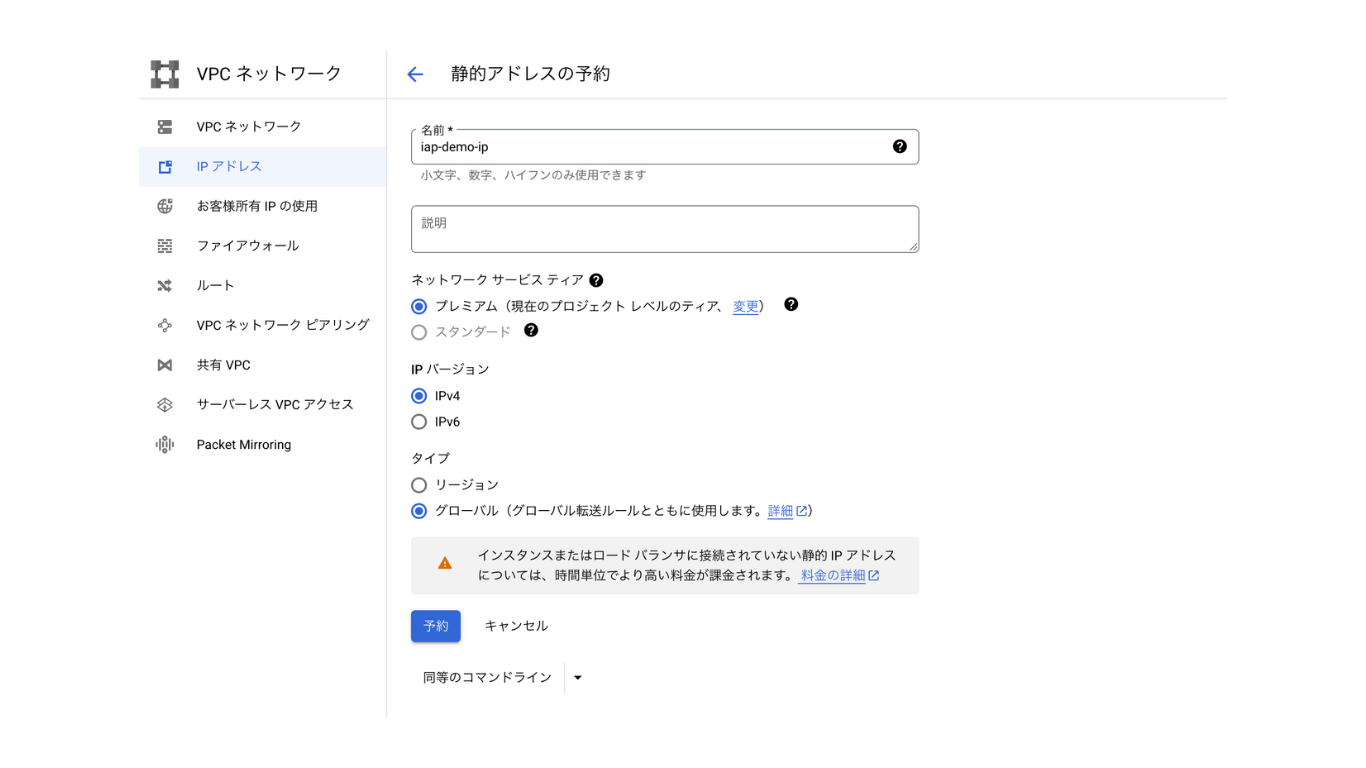 VPC ネットワーク
静的アドレスの予約
VPC ネットワーク
IP アドレス
お客様所有 IP の使用
ファイアウォール
ルート
VPC ネットワーク ピアリング
共有 VPC
サーバーレス VPC アクセス
Packet Mirroring
名前 *
iap-demo-ip
小文字、数字、ハイフンのみ使用できます
説明
ネットワーク サービス ティア
プレミアム（現在のプロジェクト レベルのティア、 変更）
スタンダード
IP バージョン
IPv4
IPv6
タイプ
リージョン
グローバル（グローバル転送ルールとともに使用します。詳細）
インスタンスまたはロード バランサに接続されていない静的 IP アドレス
については、時間単位でより高い料金が課金されます。 料金の詳細
予約
キャンセル
同等のコマンドライン